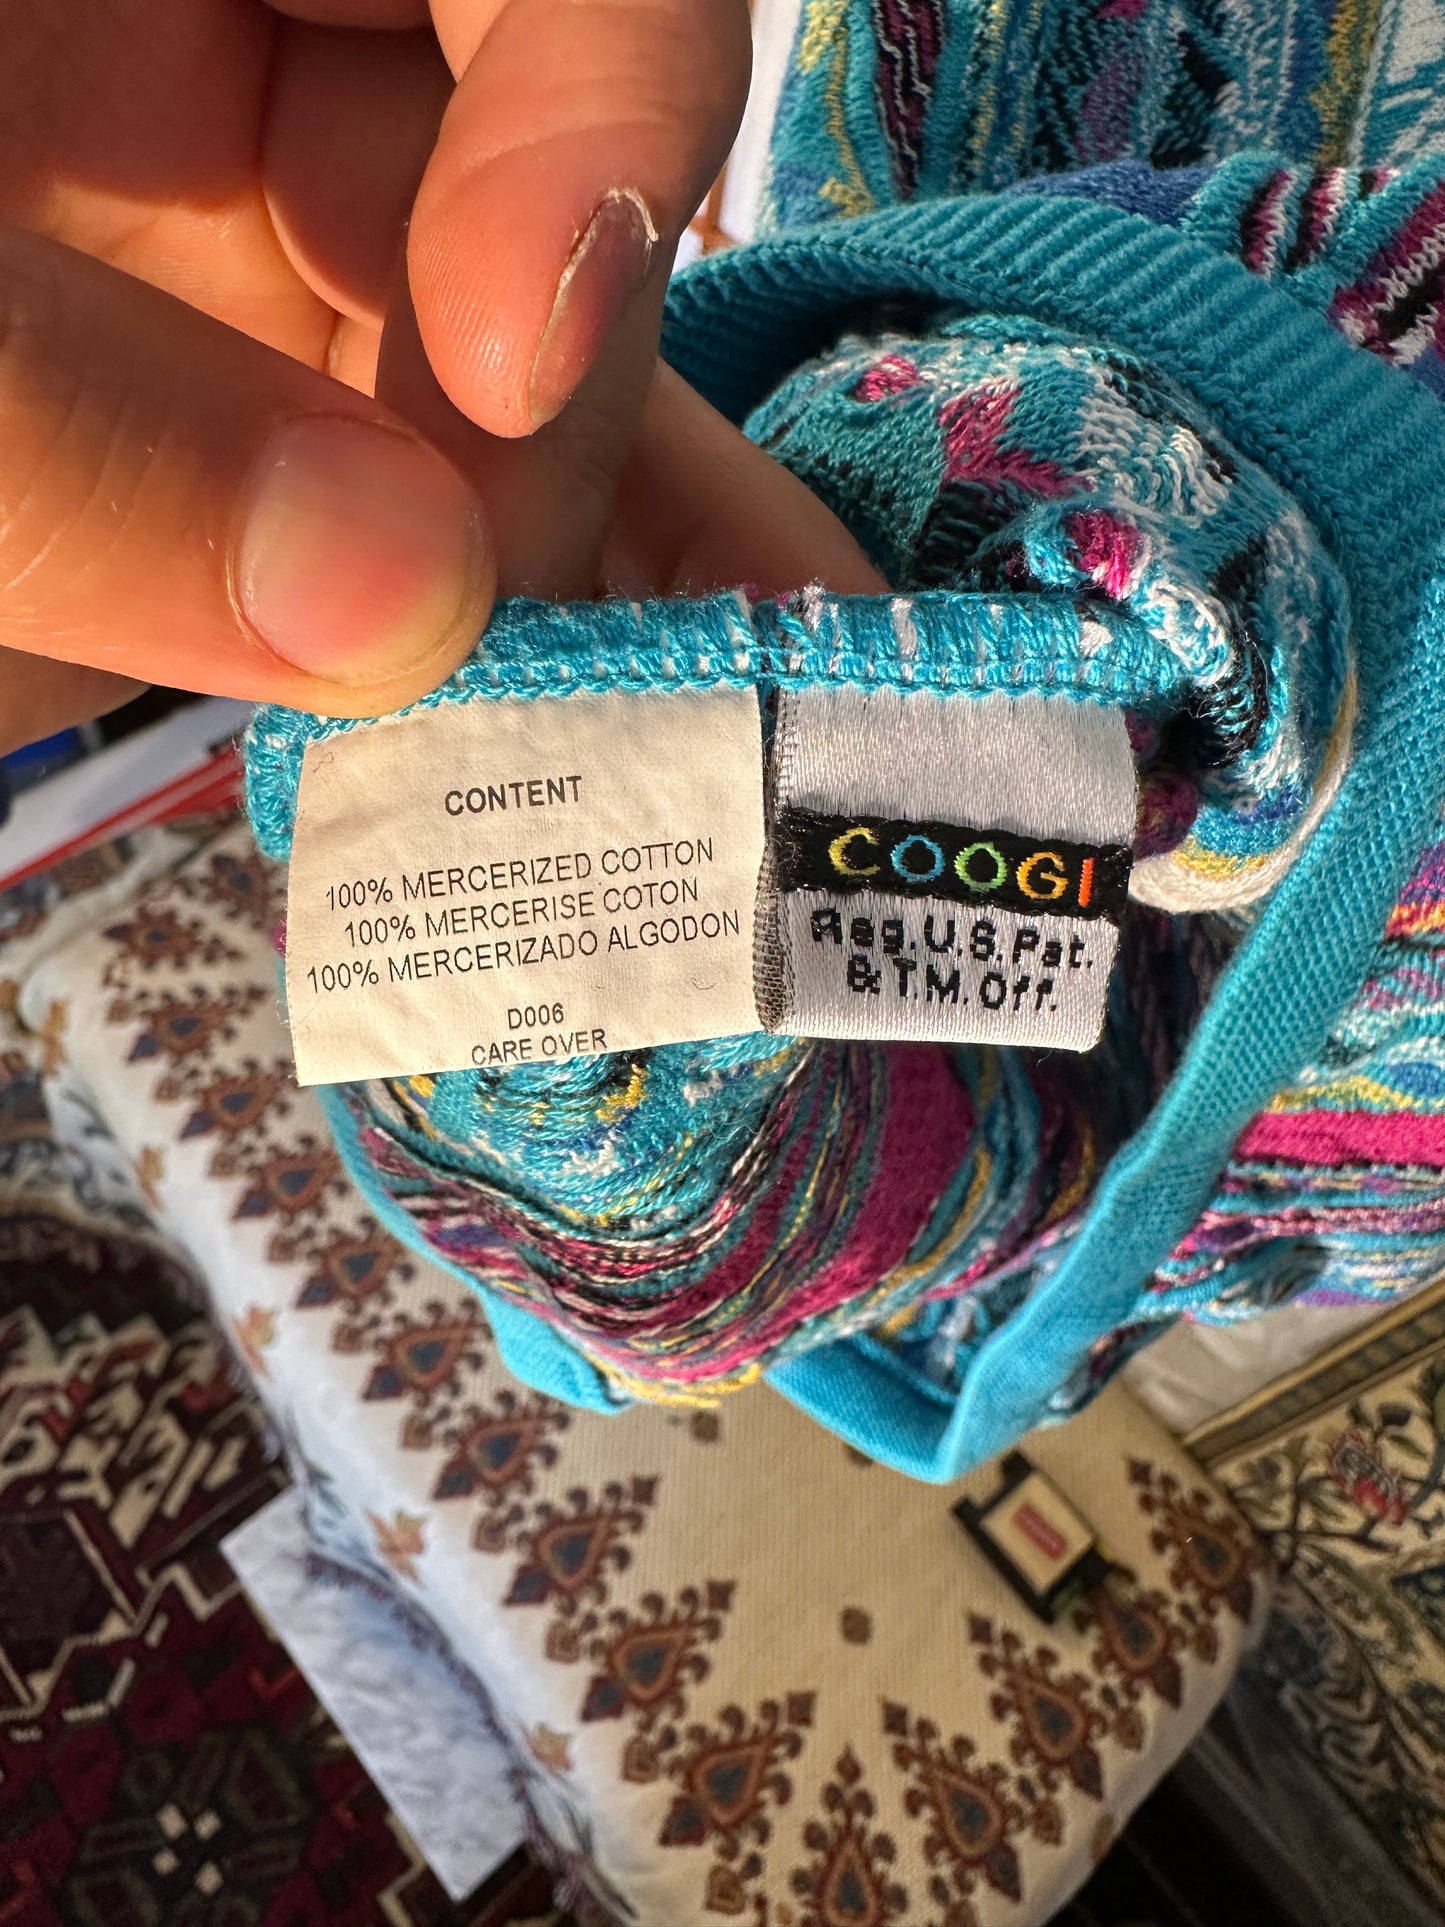 CONTENT
100% MERCERIZED COTTON
100% MERCERISE COTON
100% MERCERIZADO ALGODON
D006
CARE OVER
COOGI
Reg. U.S. Pat.
& T.M. Off.